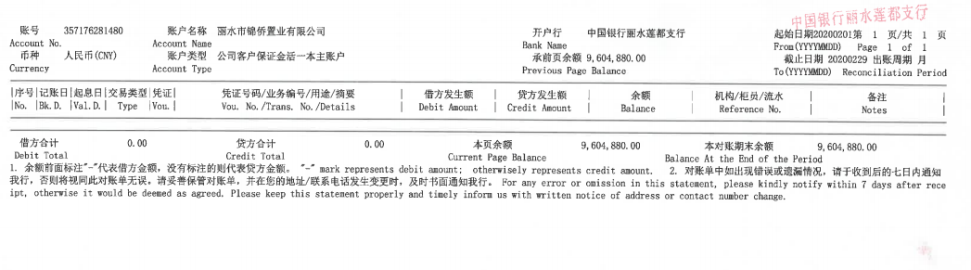 中国银行丽水莲都支行
账号 357176281480 账户名称 丽水市锦侨置业有限公司 开户行 中国银行丽水莲都支行 起始日期20200201第 1 页/共 1 页
Account No. Account Name Bank Name From(YYYYMMDD) Page 1 of 1
币种 人民币(CNY) 账户类型 公司客户保证金活一本主账户 承前页余额 9,604,880.00 截止日期 20200229 出账周期 月
Currency Account Type Previous Page Balance To(YYYYMMDD) Reconciliation Period
|序号|记账日|起息日|交易类型|凭证| 凭证号码/业务编号/用途/摘要 | 借方发生额 | 贷方发生额 | 余额 | 机构/柜员/流水 | 备注 |
|No. |Bk.D. |Val.D.| Type |Vou.| Vou. No./Trans. No./Details | Debit Amount | Credit Amount | Balance | Reference No. | Notes |
借方合计 0.00 贷方合计 0.00 本页余额 9,604,880.00 本对账期末余额 9,604,880.00
Debit Total Credit Total Current Page Balance Balance At the End of the Period
1. 余额前面标注"-"代表借方金额，没有标注的则代表贷方金额。 "-" mark represents debit amount; otherwisely represents credit amount. 2. 对账单中如出现错误或遗漏情况，请于收到后的七日内通知
我行，否则将视同此对账单无误，请妥善保管对账单，并在您的地址/联系电话发生变更时，及时书面通知我行。 For any error or omission in this statement, please kindly notify within 7 days after rece
ipt, otherwise it would be deemed as agreed. Please keep this statement properly and timely inform us with written notice of address or contact number change.